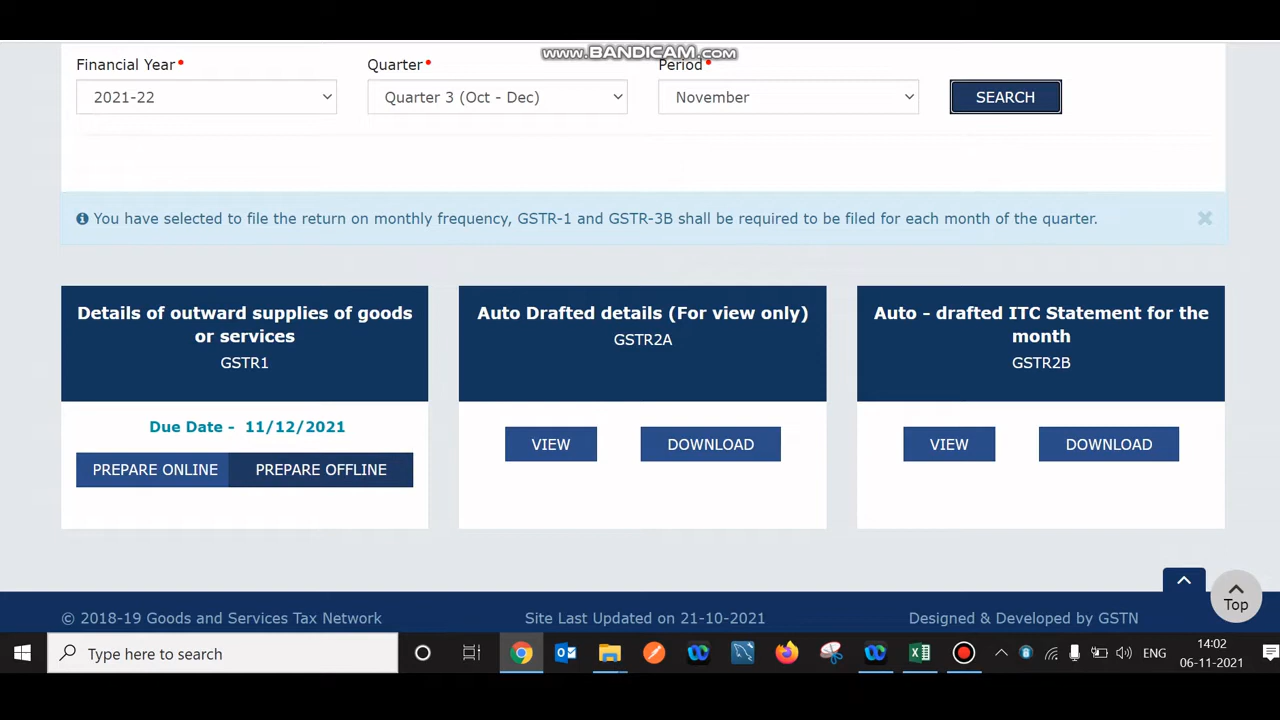 www.BANDICAM.com
Financial Year• Quarter• Period•
2021-22 Quarter 3 (Oct - Dec) November SEARCH
You have selected to file the return on monthly frequency, GSTR-1 and GSTR-3B shall be required to be filed for each month of the quarter.
Details of outward supplies of goods
or services
GSTR1
Due Date - 11/12/2021
PREPARE ONLINE PREPARE OFFLINE
Auto Drafted details (For view only)
GSTR2A
VIEW DOWNLOAD
Auto - drafted ITC Statement for the
month
GSTR2B
VIEW DOWNLOAD
Top
© 2018-19 Goods and Services Tax Network Site Last Updated on 21-10-2021 Designed & Developed by GSTN
Type here to search ENG
14:02
06-11-2021